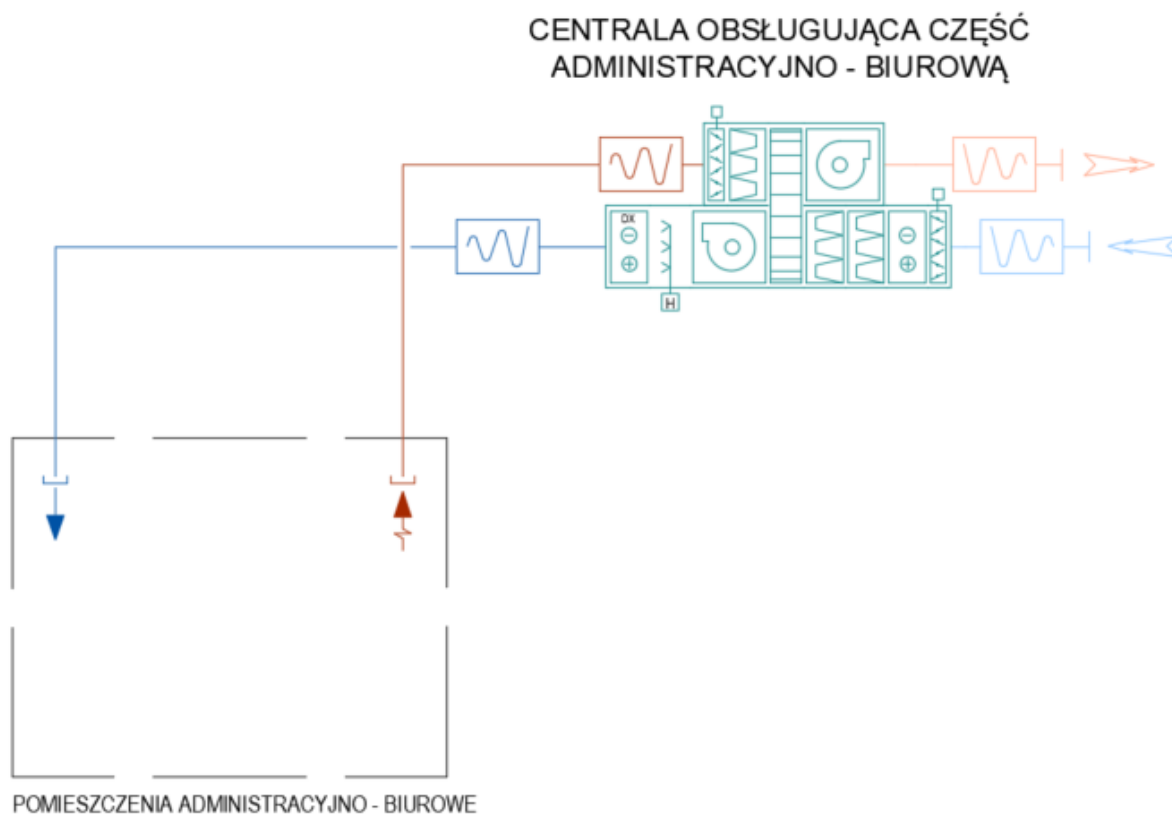 CENTRALA OBSŁUGUJĄCA CZĘŚĆ
ADMINISTRACYJNO - BIUROWĄ
DX
H
POMIESZCZENIA ADMINISTRACYJNO - BIUROWE